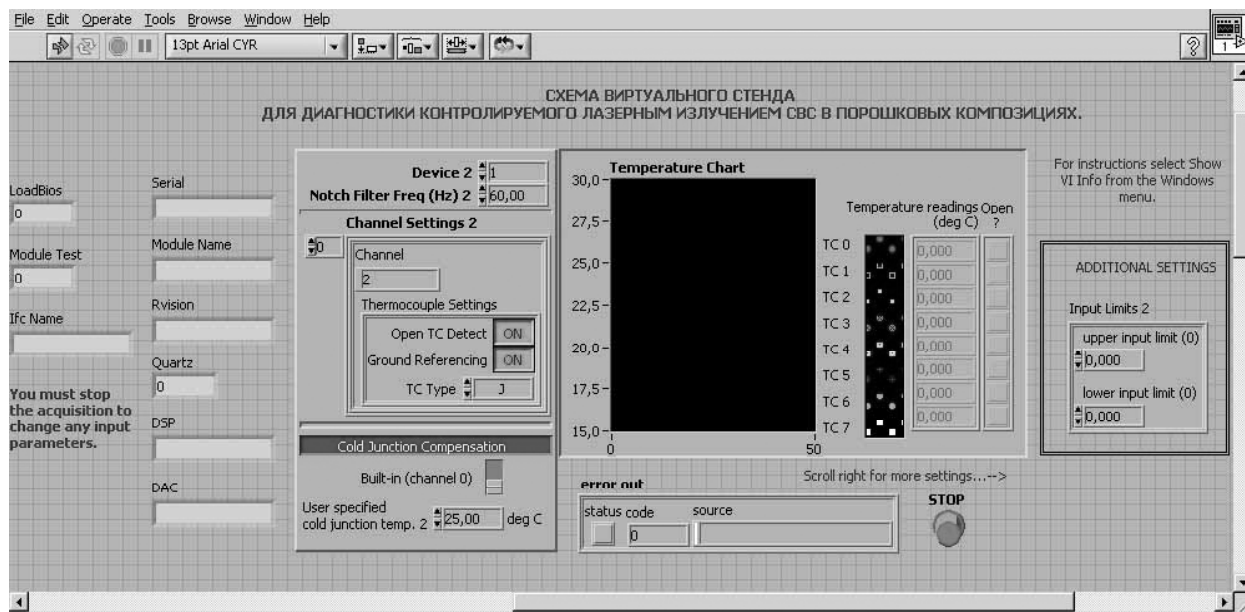 File Edit Operate Tools Browse Window Help
13pt Arial CYR
?
1
СХЕМА ВИРТУАЛЬНОГО СТЕНДА
ДЛЯ ДИАГНОСТИКИ КОНТРОЛИРУЕМОГО ЛАЗЕРНЫМ ИЗЛУЧЕНИЕМ СВС В ПОРОШКОВЫХ КОМПОЗИЦИЯХ.
LoadBios
0
Module Test
0
Ifc Name
You must stop
the acquisition to
change any input
parameters.
Serial
Module Name
Rvision
Quartz
0
DSP
DAC
Device 2 1
Notch Filter Freq (Hz) 2 60,00
Channel Settings 2
0
Channel
2
Thermocouple Settings
Open TC Detect ON
Ground Referencing ON
TC Type J
Cold Junction Compensation
Built-in (channel 0)
User specified
cold junction temp. 2 25,00 deg C
Temperature Chart
30,0
27,5
25,0
22,5
20,0
17,5
15,0
0 50
Temperature readings Open
(deg C) ?
TC 0 0,000
TC 1 0,000
TC 2 0,000
TC 3 0,000
TC 4 0,000
TC 5 0,000
TC 6 0,000
TC 7 0,000
Scroll right for more settings...-->
error out
status code source
0
STOP
For instructions select Show
VI Info from the Windows
menu.
ADDITIONAL SETTINGS
Input Limits 2
upper input limit (0)
0,000
lower input limit (0)
0,000